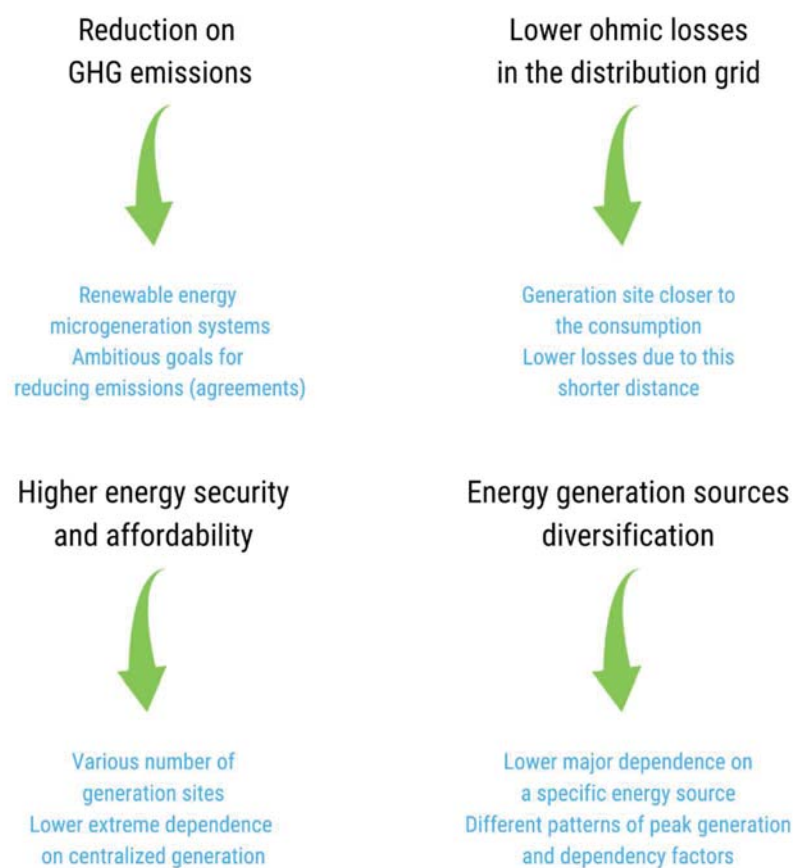 Reduction on
GHG emissions
Renewable energy
microgeneration systems
Ambitious goals for
reducing emissions (agreements)
Lower ohmic losses
in the distribution grid
Generation site closer to
the consumption
Lower losses due to this
shorter distance
Higher energy security
and affordability
Various number of
generation sites
Lower extreme dependence
on centralized generation
Energy generation sources
diversification
Lower major dependence on
a specific energy source
Different patterns of peak generation
and dependency factors